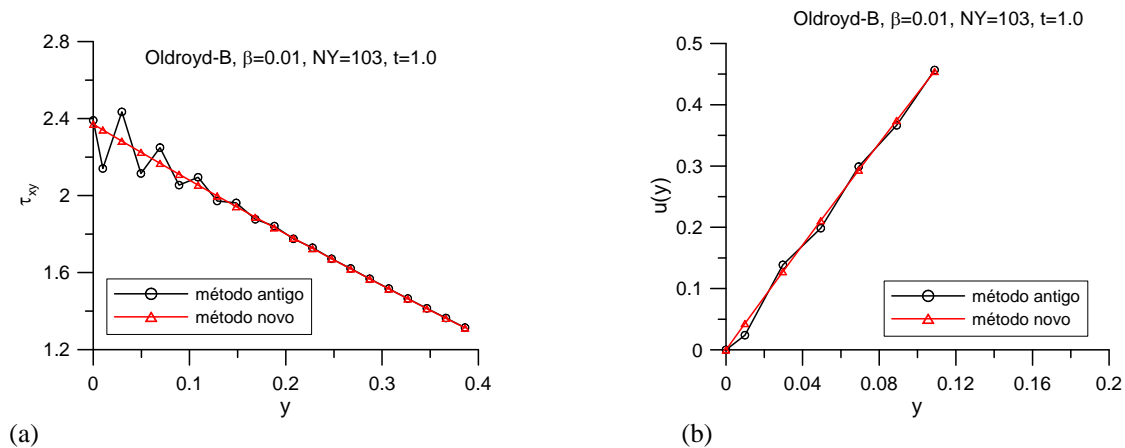 Oldroyd-B, β=0.01, NY=103, t=1.0
2.8
2.4
2
1.6
1.2
τxy
método antigo
método novo
0
0.1
0.2
0.3
0.4
y
(a)
Oldroyd-B, β=0.01, NY=103, t=1.0
0.5
0.4
0.3
0.2
0.1
0
u(y)
método antigo
método novo
0
0.04
0.08
0.12
0.16
0.2
y
(b)